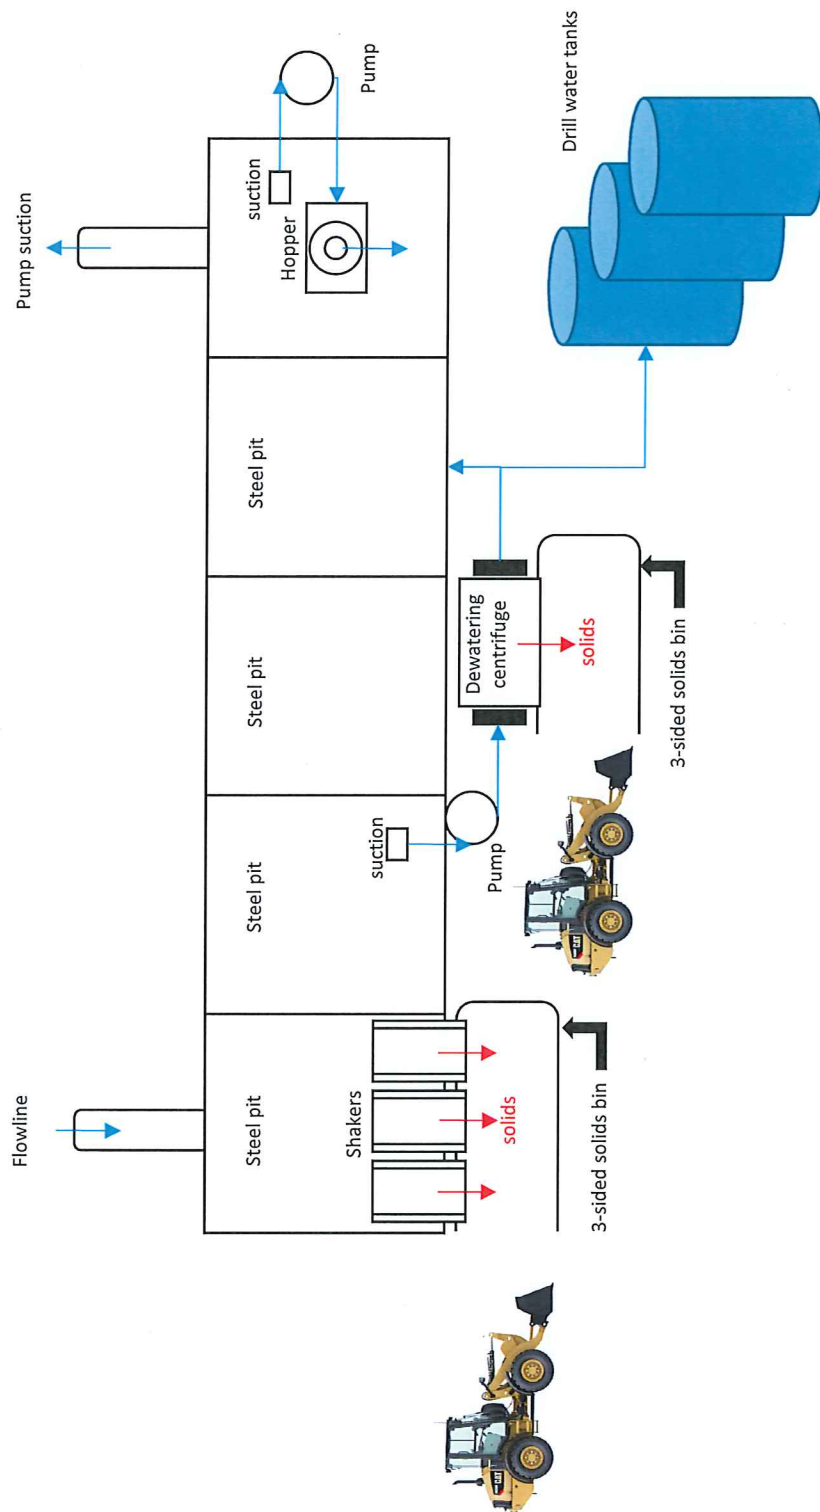 Flowline
Pump suction
Steel pit
Steel pit
Steel pit
Steel pit
suction
Hopper
Pump
Shakers
suction
Pump
solids
Dewatering
centrifuge
solids
Drill water tanks
3-sided solids bin
3-sided solids bin
CAT
CAT